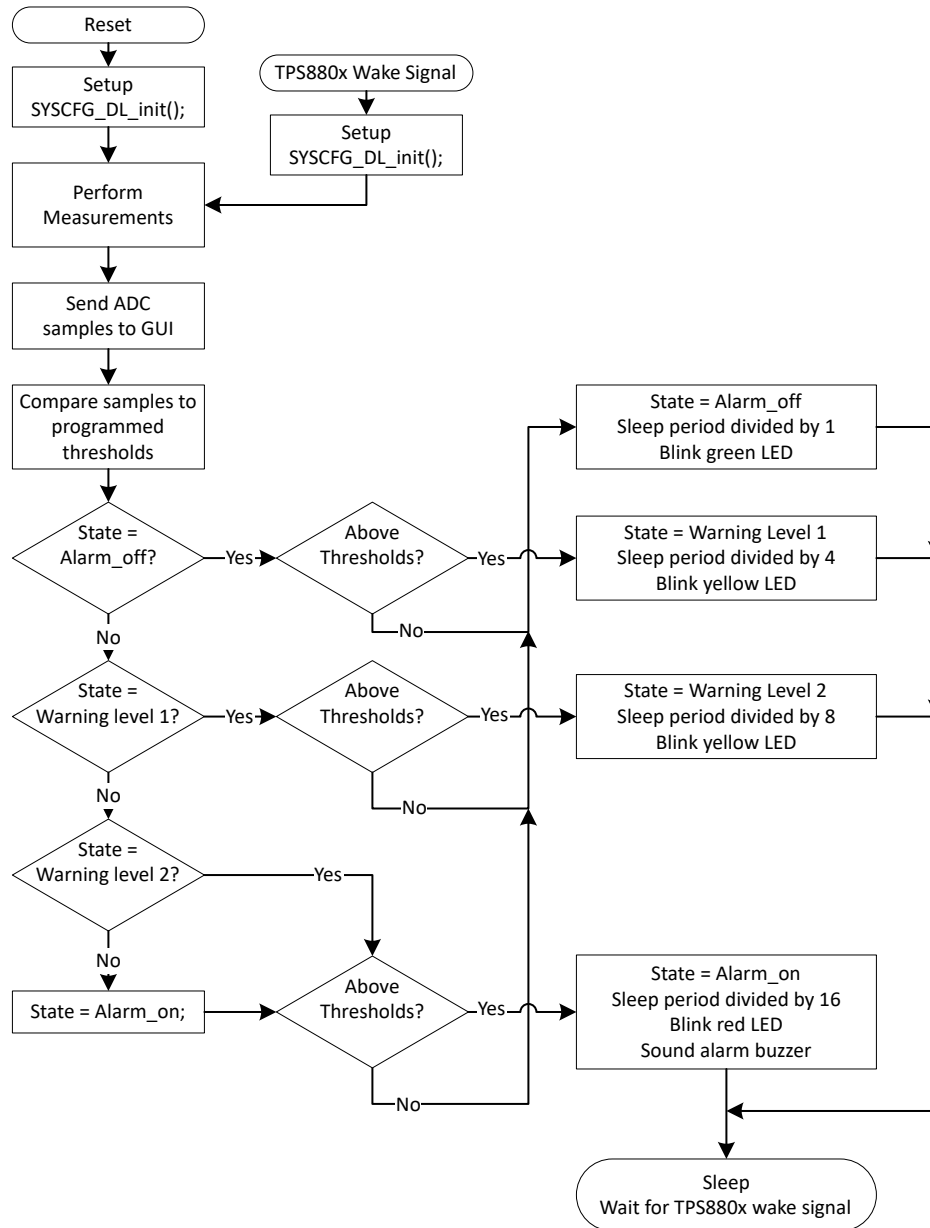 Reset
Setup
SYSCFG_DL_init();
TPS880x Wake Signal
Setup
SYSCFG_DL_init();
Perform
Measurements
Send ADC
samples to GUI
Compare samples to
programmed
thresholds
State =
Alarm_off?
Yes
Above
Thresholds?
Yes
No
No
State = Alarm_off
Sleep period divided by 1
Blink green LED
State = Warning Level 1
Sleep period divided by 4
Blink yellow LED
State =
Warning level 1?
Yes
Above
Thresholds?
Yes
No
No
State = Warning Level 2
Sleep period divided by 8
Blink yellow LED
State =
Warning level 2?
Yes
No
State = Alarm_on;
Above
Thresholds?
Yes
No
State = Alarm_on
Sleep period divided by 16
Blink red LED
Sound alarm buzzer
Sleep
Wait for TPS880x wake signal